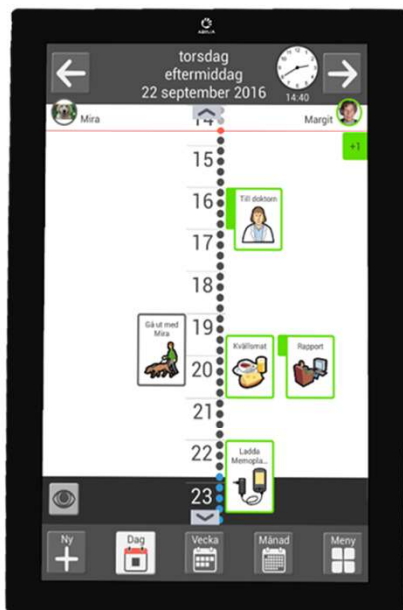 ABILIA
torsdag
eftermiddag
22 september 2016
14:40
Mira
Margit
14
+1
15
16
Till doktorn
17
18
19
Gå ut med
Mira
Kvällsmat
Rapport
20
21
22
Ladda
Memopla...
23
Ny
Dag
Vecka
Månad
Meny